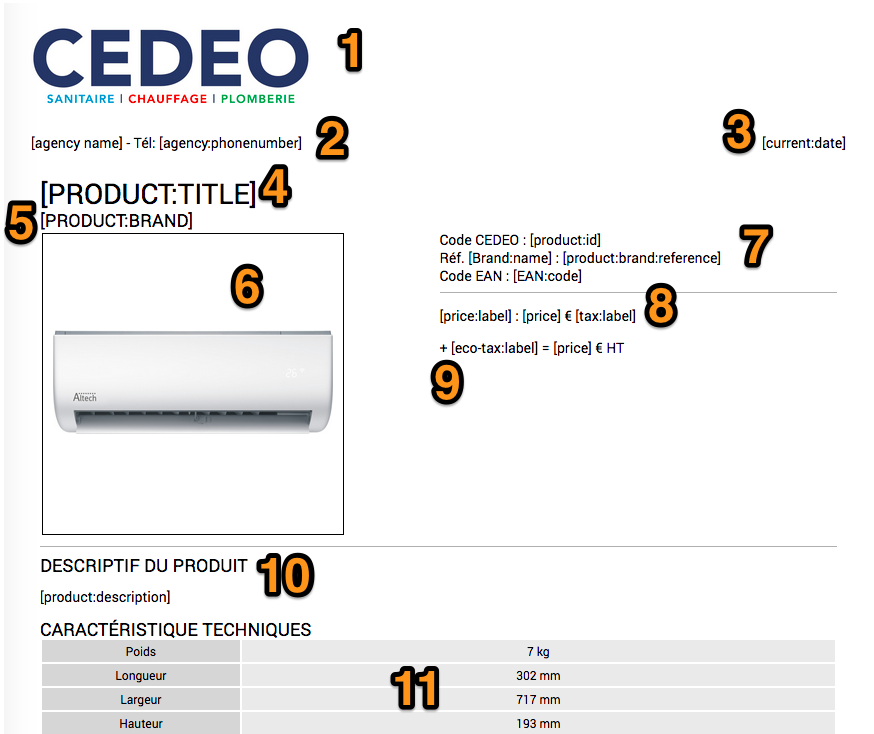 CEDEO 1
SANITAIRE | CHAUFFAGE | PLOMBERIE
[agency name] - Tél: [agency:phonenumber] 2
3 [current:date]
[PRODUCT:TITLE] 4
5 [PRODUCT:BRAND]
6
Altech
Code CEDEO : [product:id]
Réf. [Brand:name] : [product:brand:reference]
Code EAN : [EAN:code]
7
[price:label] : [price] € [tax:label] 8
+ [eco-tax:label] = [price] € HT
9
DESCRIPTIF DU PRODUIT 10
[product:description]
CARACTÉRISTIQUE TECHNIQUES
Poids 7 kg
Longueur 302 mm
11
Largeur 717 mm
Hauteur 193 mm